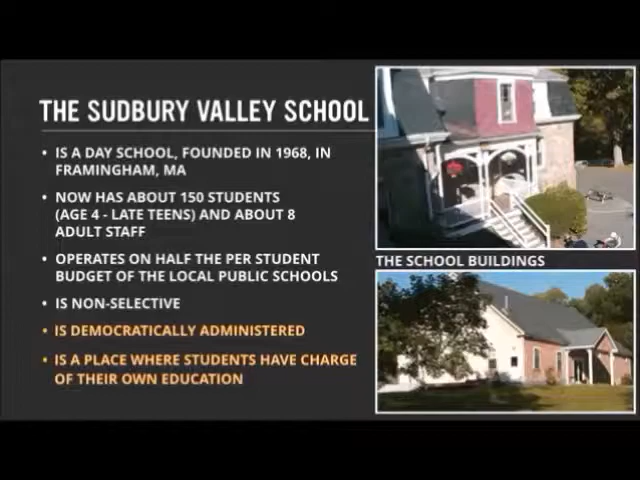 THE SUDBURY VALLEY SCHOOL
• IS A DAY SCHOOL, FOUNDED IN 1968, IN
FRAMINGHAM, MA
• NOW HAS ABOUT 150 STUDENTS
(AGE 4 - LATE TEENS) AND ABOUT 8
ADULT STAFF
• OPERATES ON HALF THE PER STUDENT
BUDGET OF THE LOCAL PUBLIC SCHOOLS
• IS NON-SELECTIVE
• IS DEMOCRATICALLY ADMINISTERED
• IS A PLACE WHERE STUDENTS HAVE CHARGE
OF THEIR OWN EDUCATION
THE SCHOOL BUILDINGS